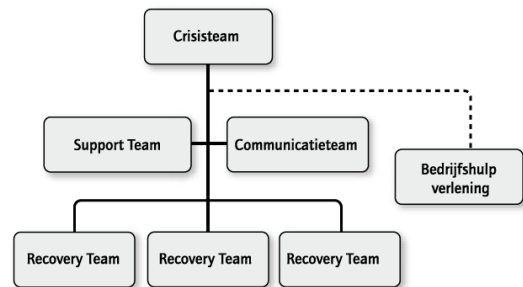 Crisisteam
Support Team
Communicatieteam
Bedrijfshulp
verlening
Recovery Team
Recovery Team
Recovery Team